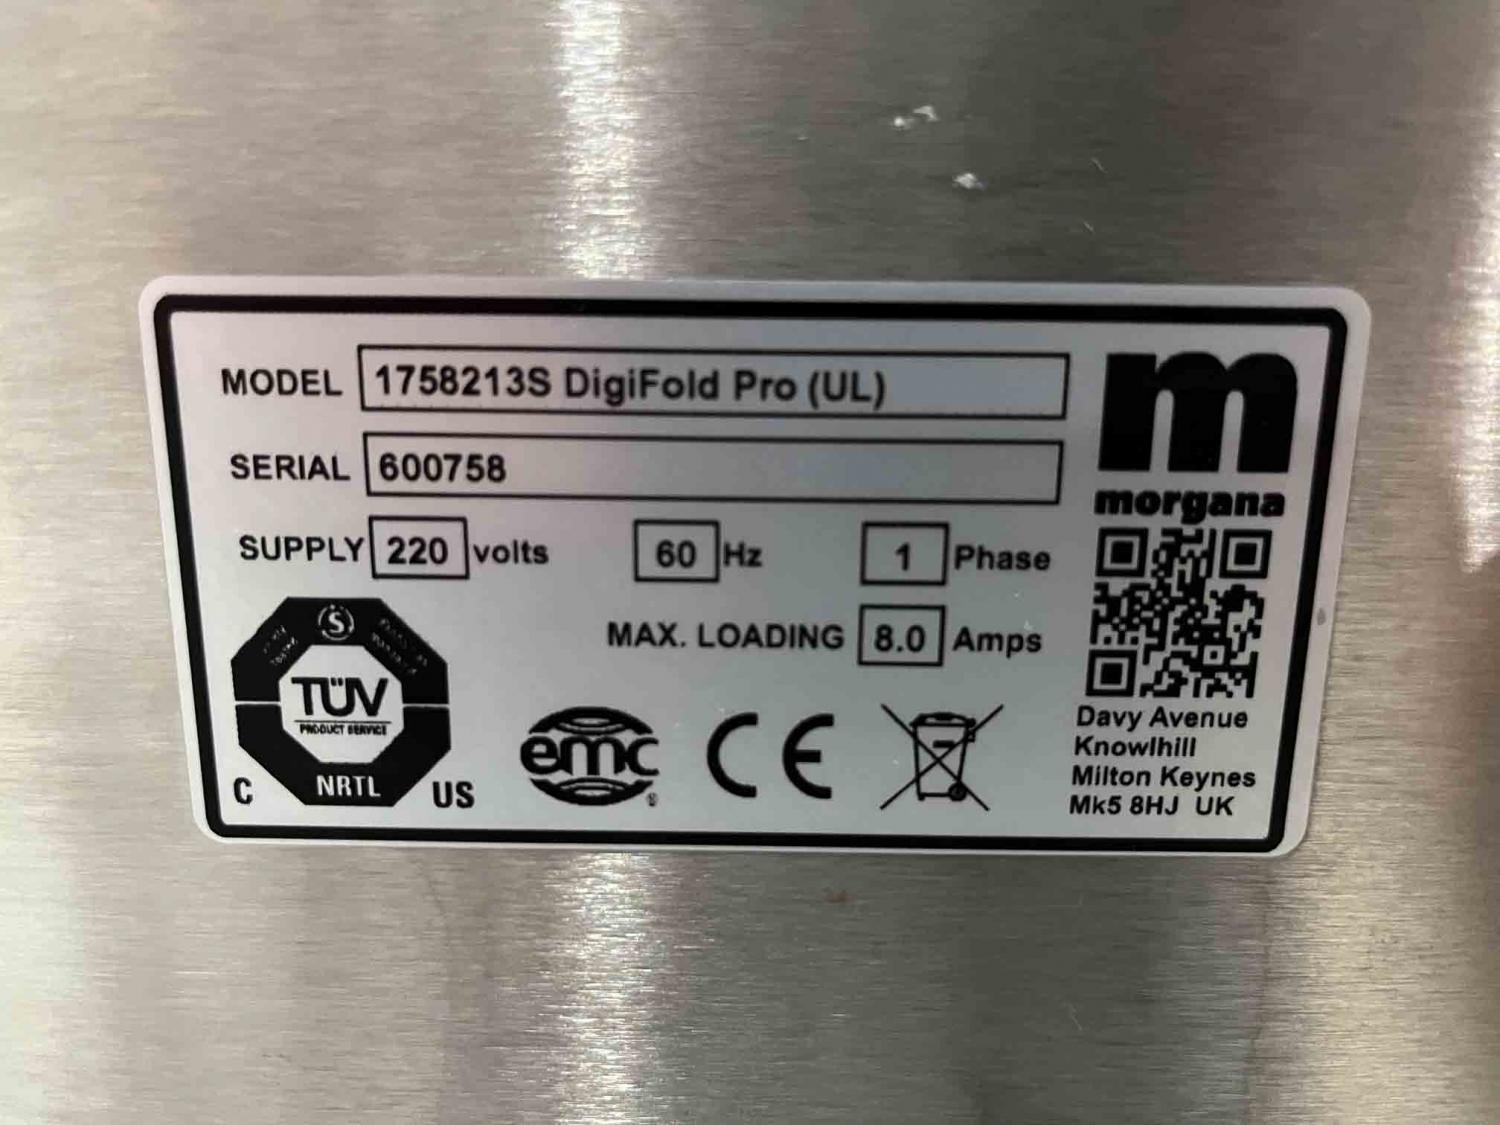 MODEL 1758213S DigiFold Pro (UL)
SERIAL 600758
SUPPLY 220 volts 60 Hz 1 Phase
MAX. LOADING 8.0 Amps
m
morgana
Davy Avenue
Knowlhill
Milton Keynes
Mk5 8HJ UK
S
TÜV
PRODUCT SERVICE
C NRTL US
emc
®
CE